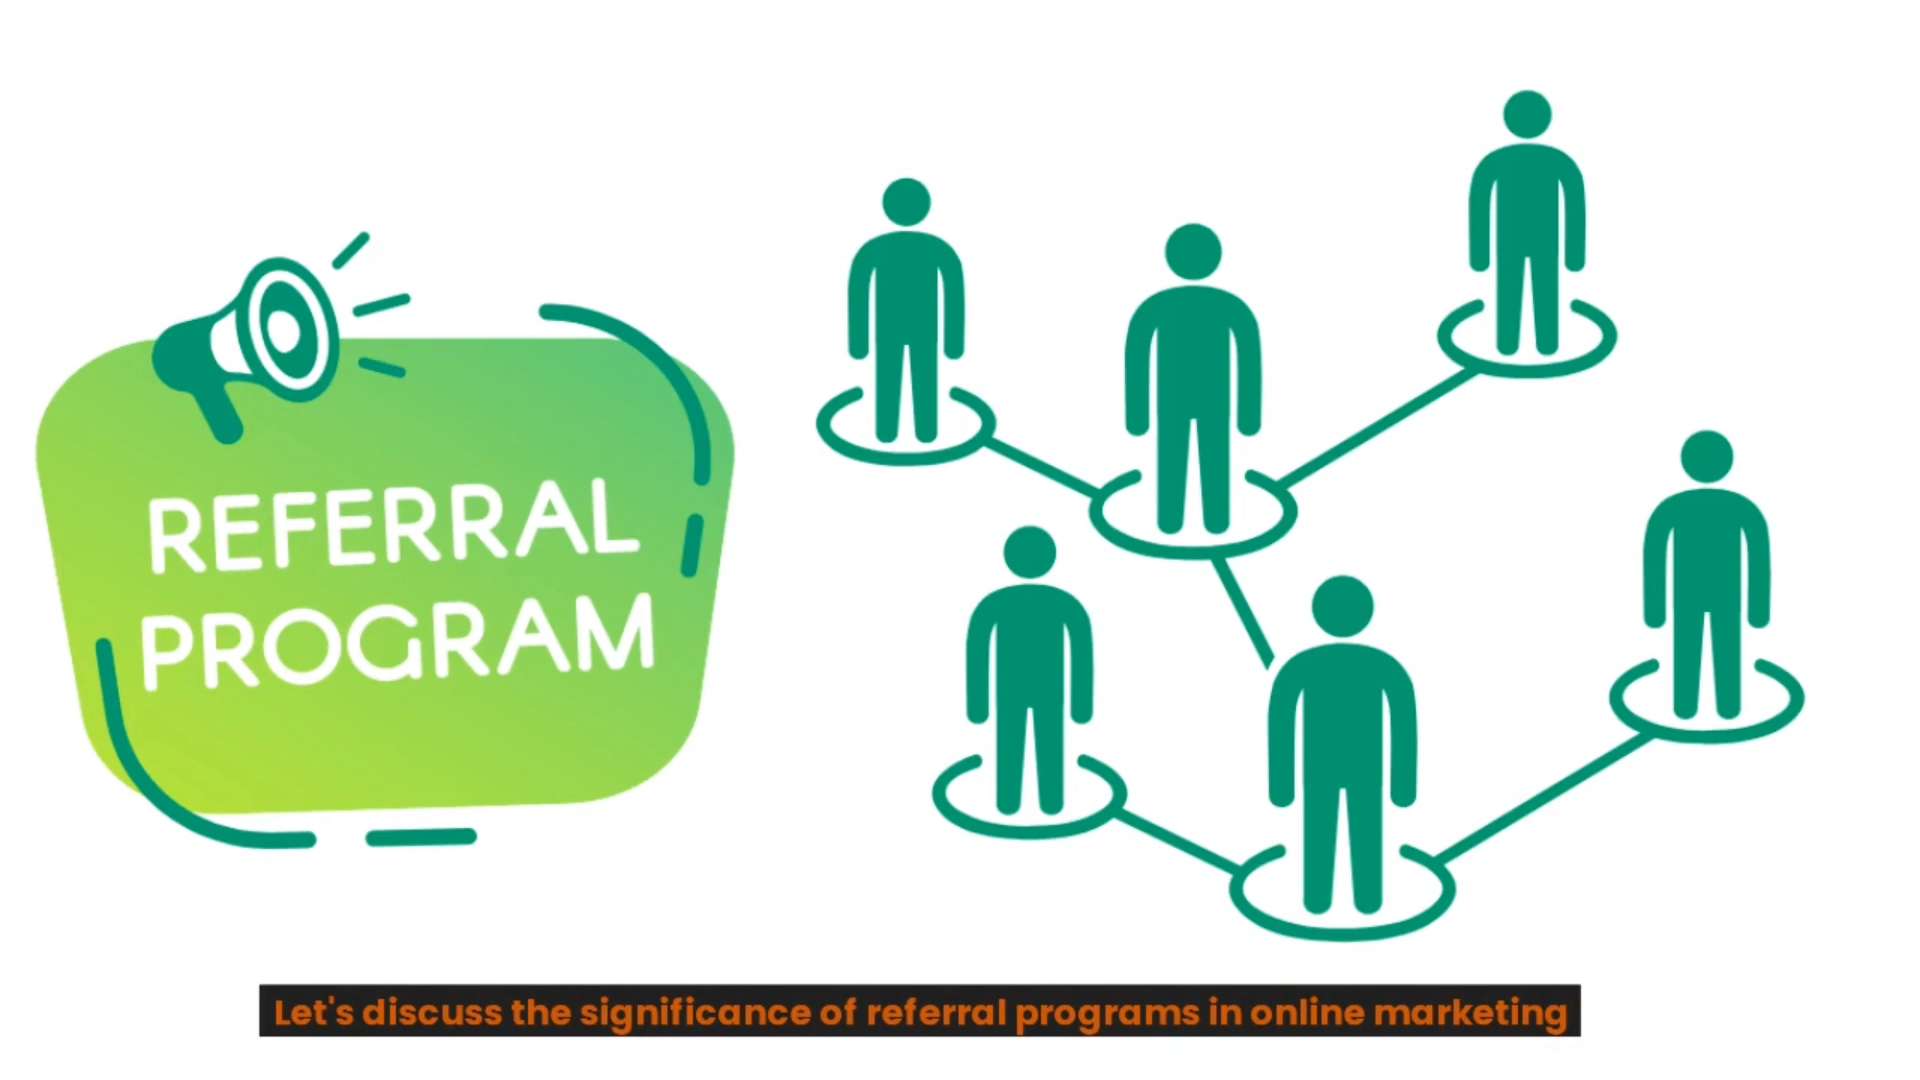 REFERRAL
PROGRAM
Let's discuss the significance of referral programs in online marketing